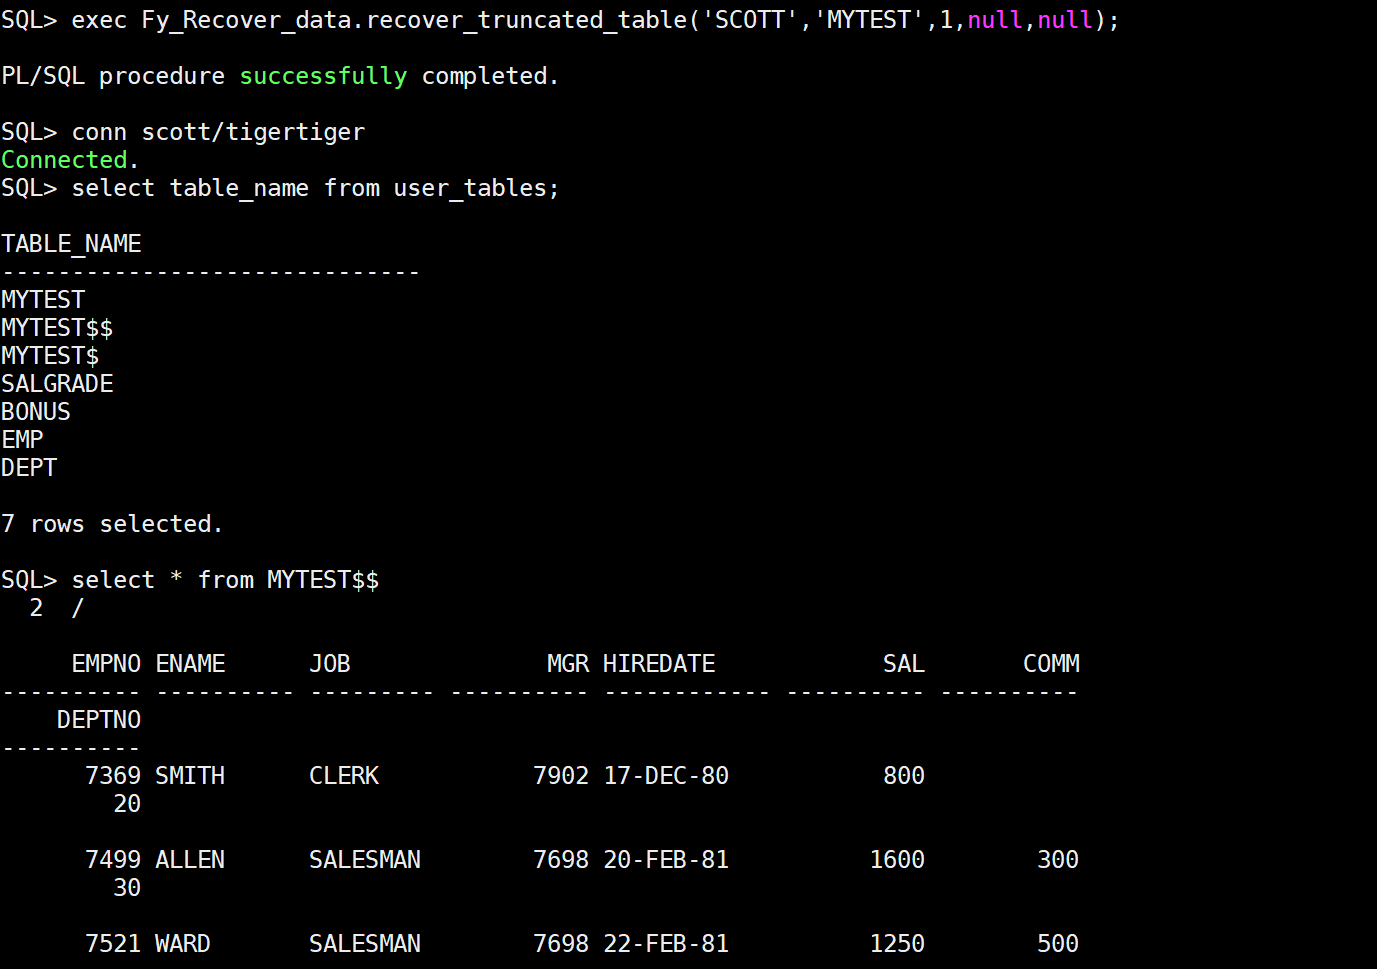 SQL> exec Fy_Recover_data.recover_truncated_table('SCOTT','MYTEST',1,null,null);
PL/SQL procedure successfully completed.
SQL> conn scott/tigertiger
Connected.
SQL> select table_name from user_tables;
TABLE_NAME
------------------------------
MYTEST
MYTEST$$
MYTEST$
SALGRADE
BONUS
EMP
DEPT
7 rows selected.
SQL> select * from MYTEST$$
  2  /
     EMPNO ENAME      JOB              MGR HIREDATE            SAL       COMM
---------- ---------- --------- ---------- ------------ ---------- ----------
    DEPTNO
----------
      7369 SMITH      CLERK           7902 17-DEC-80           800
        20
      7499 ALLEN      SALESMAN        7698 20-FEB-81          1600        300
        30
      7521 WARD       SALESMAN        7698 22-FEB-81          1250        500